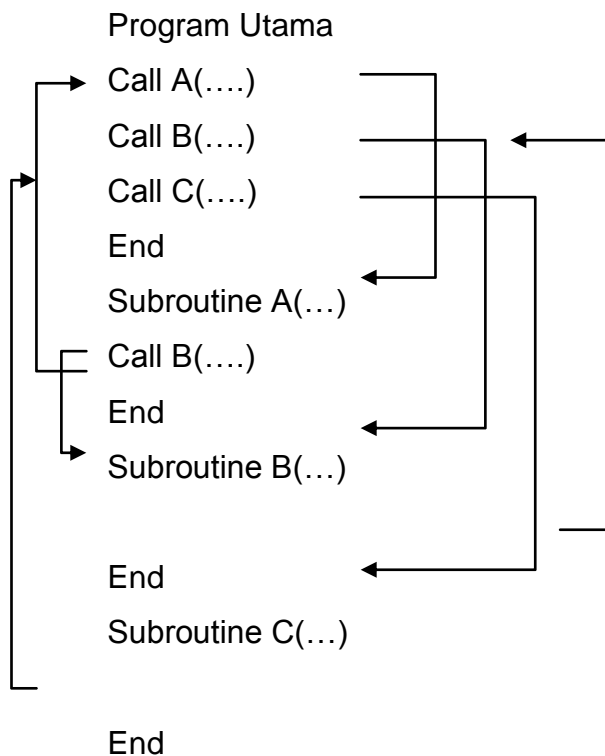 Program Utama
Call A(….)
Call B(….)
Call C(….)
End
Subroutine A(…)
Call B(….)
End
Subroutine B(…)
End
Subroutine C(…)
End